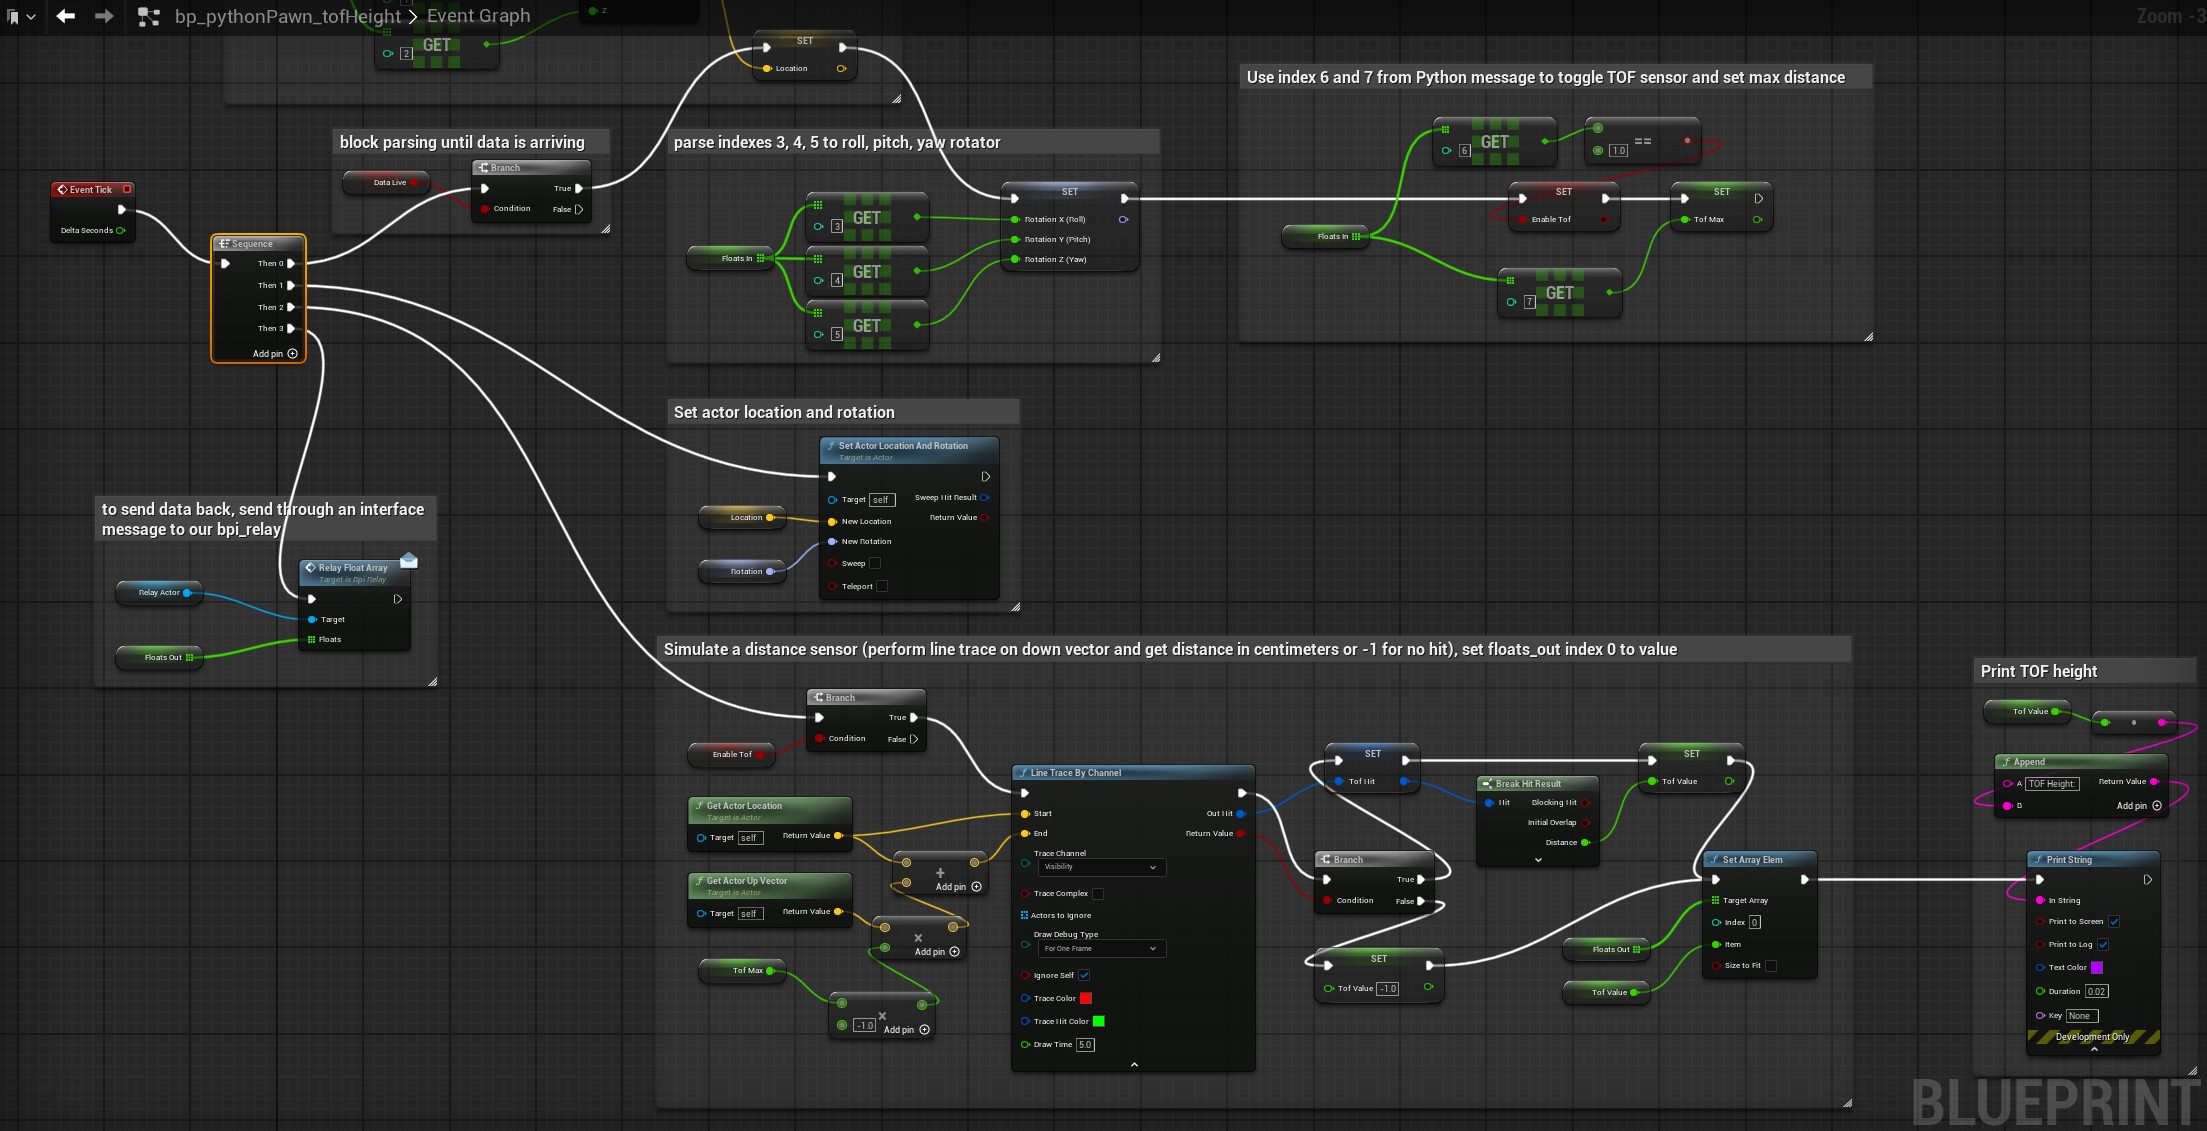 bp_pythonPawn_tofHeight > Event Graph
Zoom -3
Z
2
GET
SET
Location
Use index 6 and 7 from Python message to toggle TOF sensor and set max distance
6
GET
==
1.0
SET
Enable Tof
SET
Tof Max
Floats In
7
GET
block parsing until data is arriving
Data Live
Branch
True
Condition
False
parse indexes 3, 4, 5 to roll, pitch, yaw rotator
Floats In
GET
3
GET
4
GET
5
SET
Rotation X (Roll)
Rotation Y (Pitch)
Rotation Z (Yaw)
Event Tick
Delta Seconds
Sequence
Then 0
Then 1
Then 2
Then 3
Add pin
Set actor location and rotation
Set Actor Location And Rotation
Target is Actor
Target self
Sweep Hit Result
New Location
Return Value
New Rotation
Sweep
Teleport
Location
Rotation
to send data back, send through an interface
message to our bpi_relay
Relay Float Array
Target is Bpi Relay
Relay Actor
Target
Floats
Floats Out
Simulate a distance sensor (perform line trace on down vector and get distance in centimeters or -1 for no hit), set floats_out index 0 to value
Branch
True
Condition
False
Enable Tof
Get Actor Location
Target is Actor
Target self
Return Value
Get Actor Up Vector
Target is Actor
Target self
Return Value
Tof Max
+
Add pin
×
Add pin
×
-1.0
Add pin
Line Trace By Channel
Start
Out Hit
End
Return Value
Trace Channel
Visibility
Trace Complex
Actors to Ignore
Draw Debug Type
For One Frame
Ignore Self
Trace Color
Trace Hit Color
Draw Time 5.0
SET
Tof Hit
Branch
True
Condition
False
SET
Tof Value -1.0
Break Hit Result
Hit
Blocking Hit
Initial Overlap
Distance
SET
Tof Value
Set Array Elem
Target Array
Index 0
Item
Size to Fit
Floats Out
Tof Value
Print TOF height
Tof Value
Append
A TOF Height:
Return Value
B
Add pin
Print String
In String
Print to Screen
Print to Log
Text Color
Duration 0.02
Key None
Development Only
BLUEPRINT